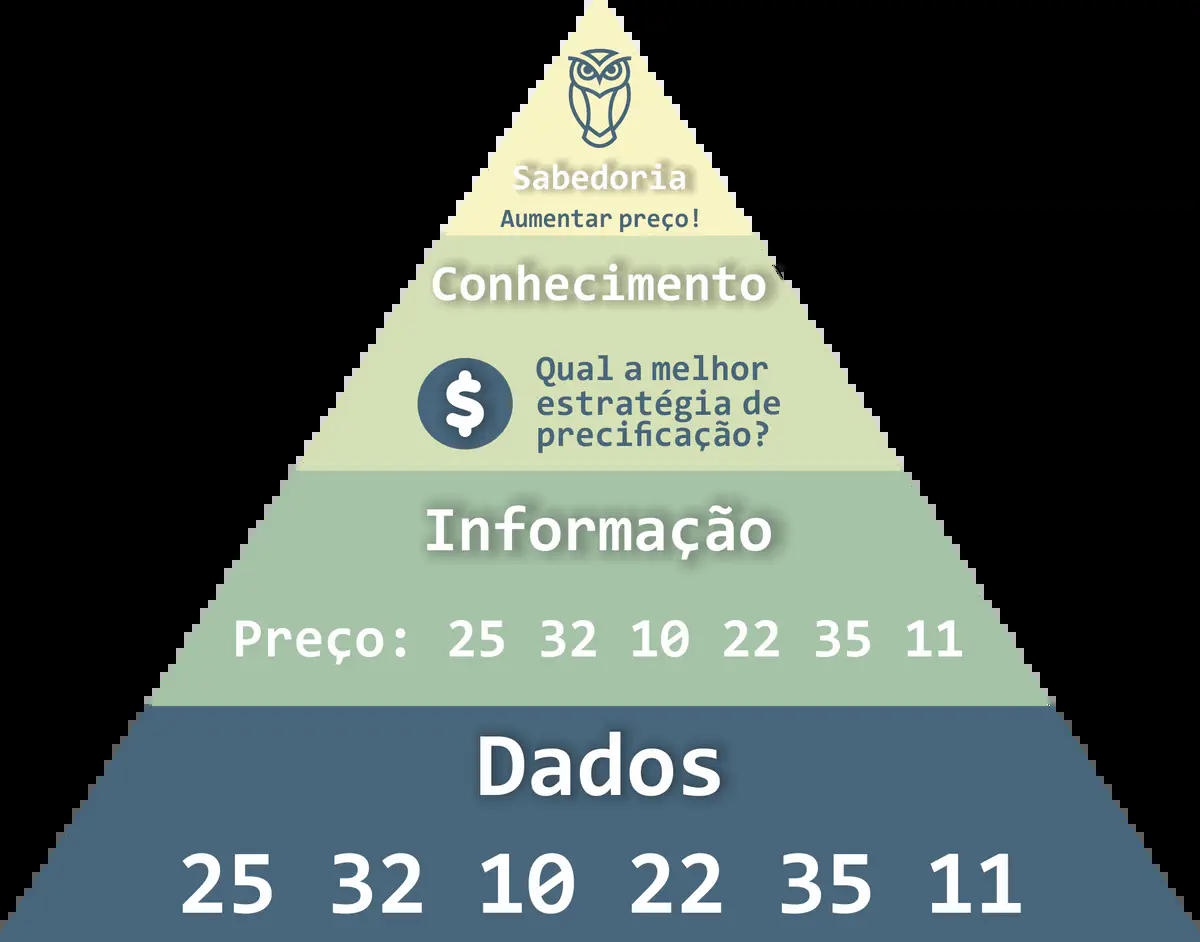 Sabedoria
Aumentar preço!
Conhecimento
$
Qual a melhor
estratégia de
precificação?
Informação
Preço: 25 32 10 22 35 11
Dados
25 32 10 22 35 11